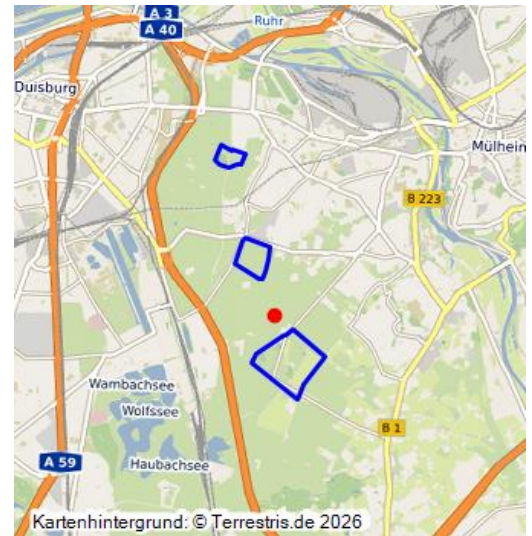 A 3
A 40
Ruhr
Duisburg
Mülheim
B 223
Wambachsee
Wolfssee
B 1
A 59
Haubachsee
Kartenhintergrund: © Terrestris.de 2026